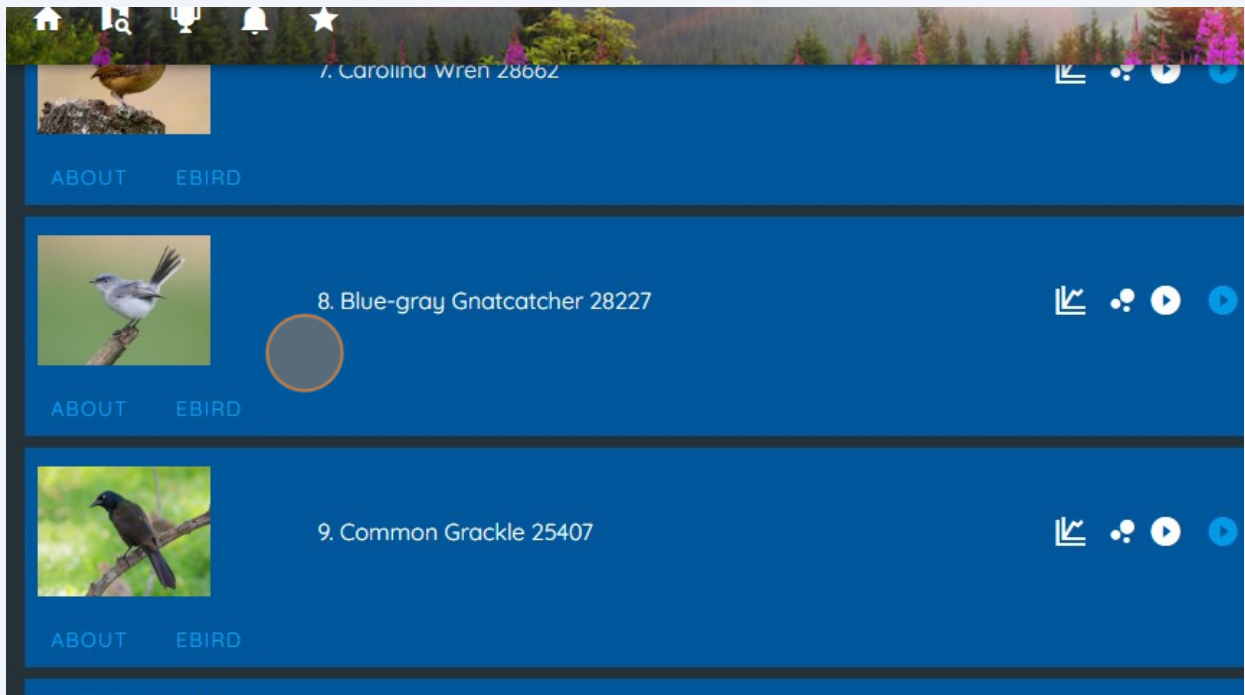 7. Carolina Wren 28662
ABOUT EBIRD
8. Blue-gray Gnatcatcher 28227
ABOUT EBIRD
9. Common Grackle 25407
ABOUT EBIRD